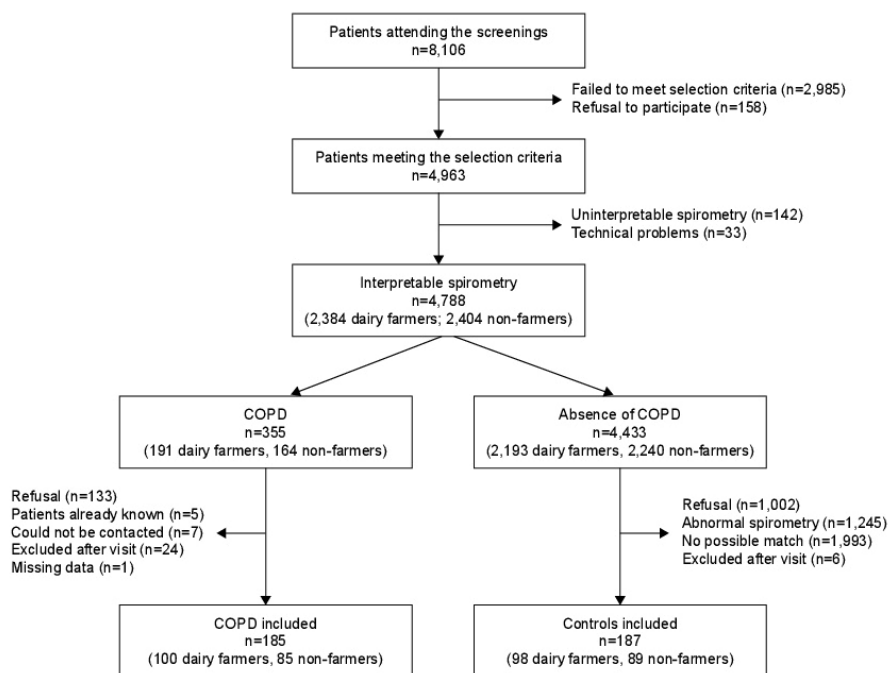 Patients attending the screenings
n=8,106
Failed to meet selection criteria (n=2,985)
Refusal to participate (n=158)
Patients meeting the selection criteria
n=4,963
Uninterpretable spirometry (n=142)
Technical problems (n=33)
Interpretable spirometry
n=4,788
(2,384 dairy farmers; 2,404 non-farmers)
COPD
n=355
(191 dairy farmers, 164 non-farmers)
Absence of COPD
n=4,433
(2,193 dairy farmers, 2,240 non-farmers)
Refusal (n=133)
Patients already known (n=5)
Could not be contacted (n=7)
Excluded after visit (n=24)
Missing data (n=1)
Refusal (n=1,002)
Abnormal spirometry (n=1,245)
No possible match (n=1,993)
Excluded after visit (n=6)
COPD included
n=185
(100 dairy farmers, 85 non-farmers)
Controls included
n=187
(98 dairy farmers, 89 non-farmers)